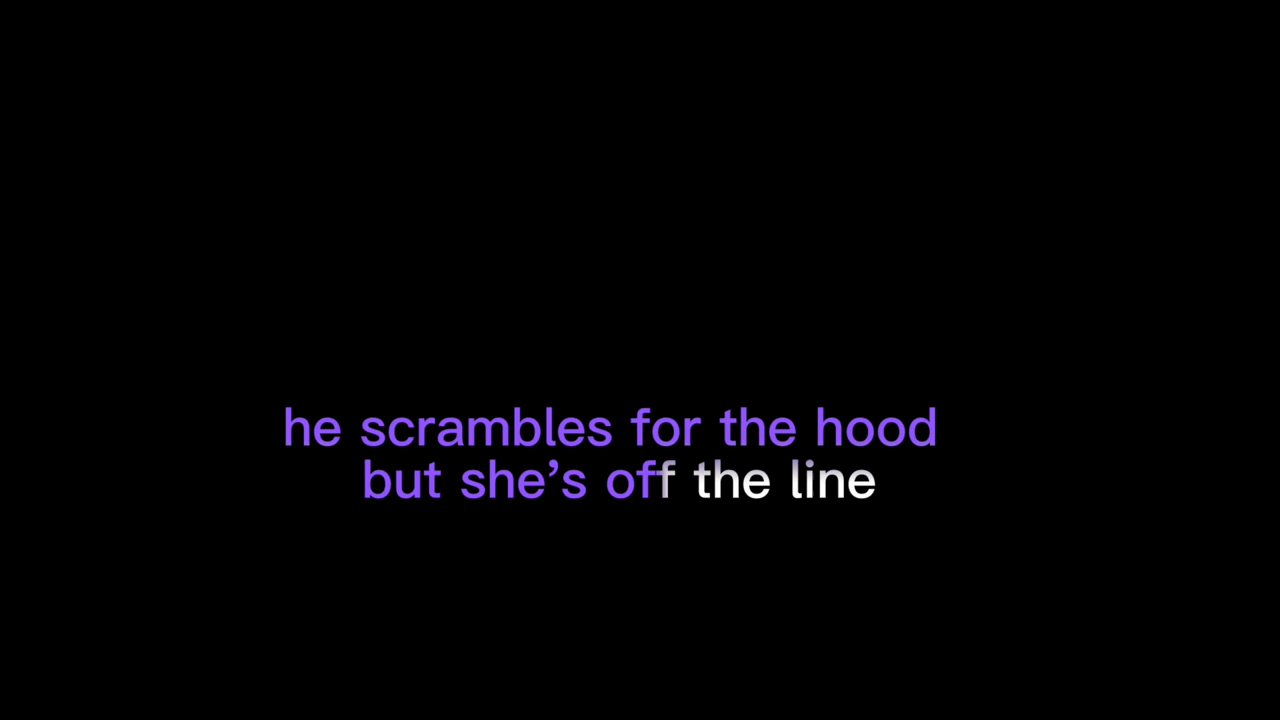 he scrambles for the hood
but she’s off the line